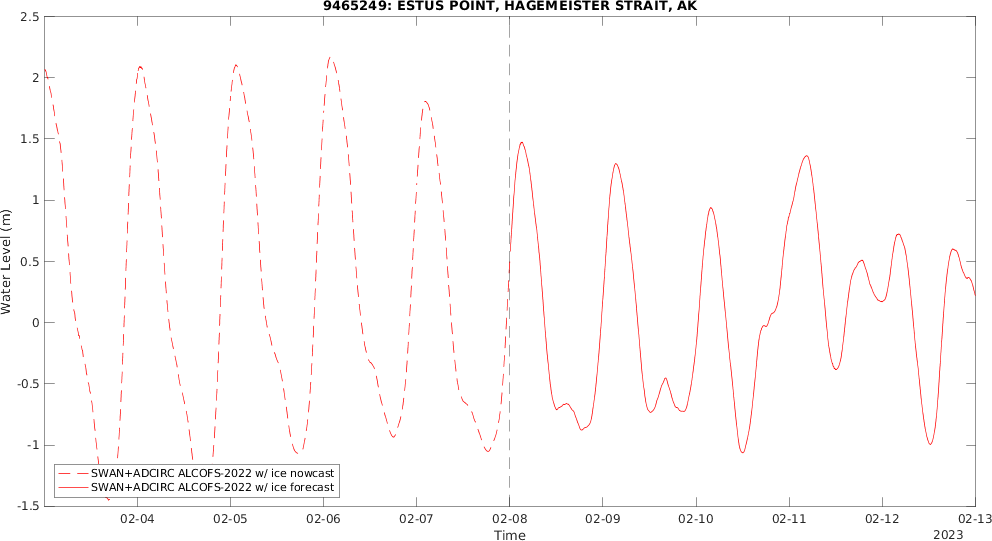 9465249: ESTUS POINT, HAGEMEISTER STRAIT, AK
2.5
2
1.5
1
0.5
0
-0.5
-1
-1.5
Water Level (m)
SWAN+ADCIRC ALCOFS-2022 w/ ice nowcast
SWAN+ADCIRC ALCOFS-2022 w/ ice forecast
02-04 02-05 02-06 02-07 02-08 02-09 02-10 02-11 02-12 02-13
Time
2023